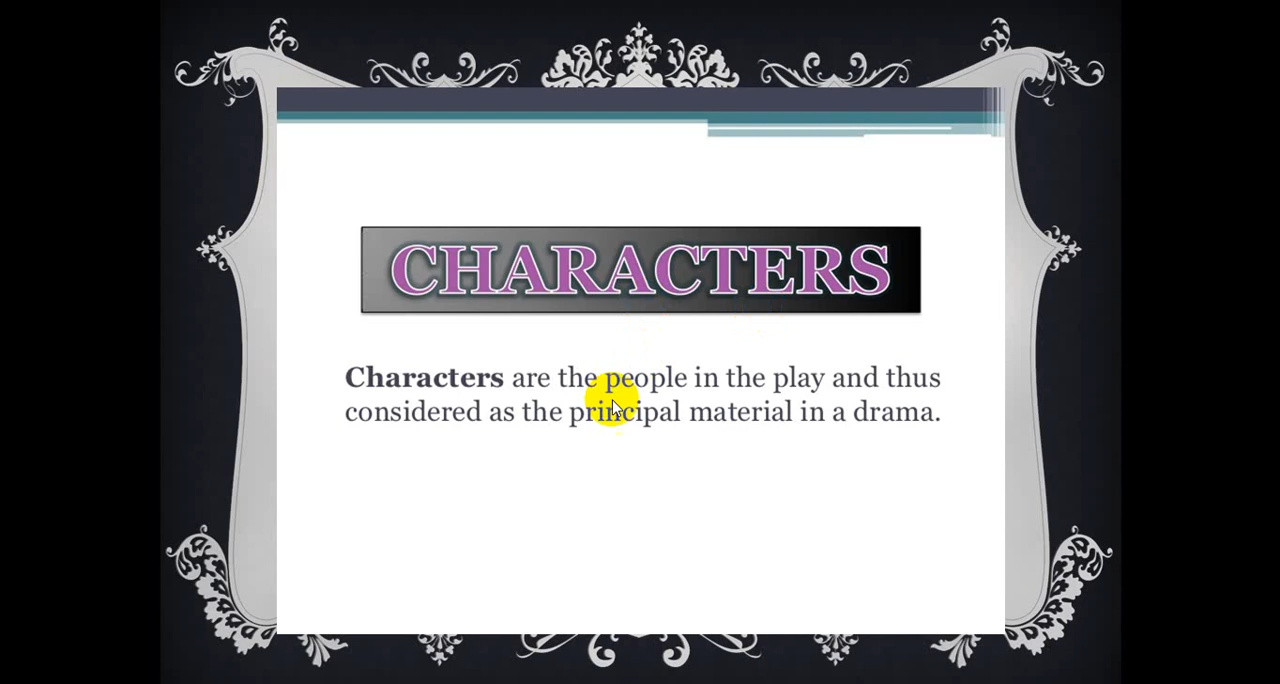 CHARACTERS
Characters are the people in the play and thus
considered as the principal material in a drama.